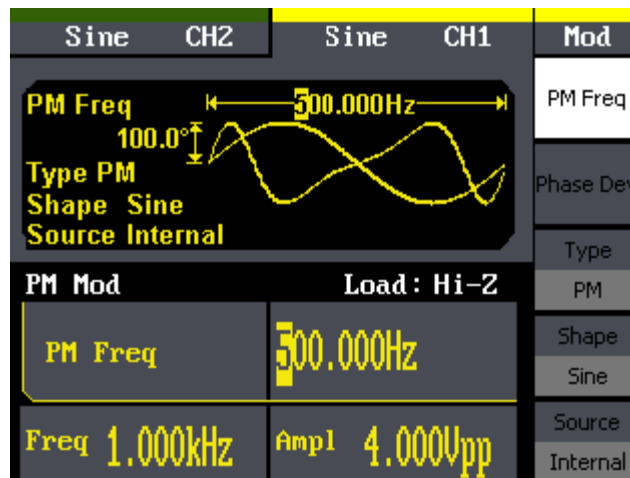 Sine CH2 Sine CH1 Mod
PM Freq 500.000Hz
100.0°
Type PM
Shape Sine
Source Internal
PM Mod Load: Hi-Z
PM Freq 500.000Hz
Freq 1.000kHz Ampl 4.000Vpp
PM Freq
Phase Dev
Type
PM
Shape
Sine
Source
Internal